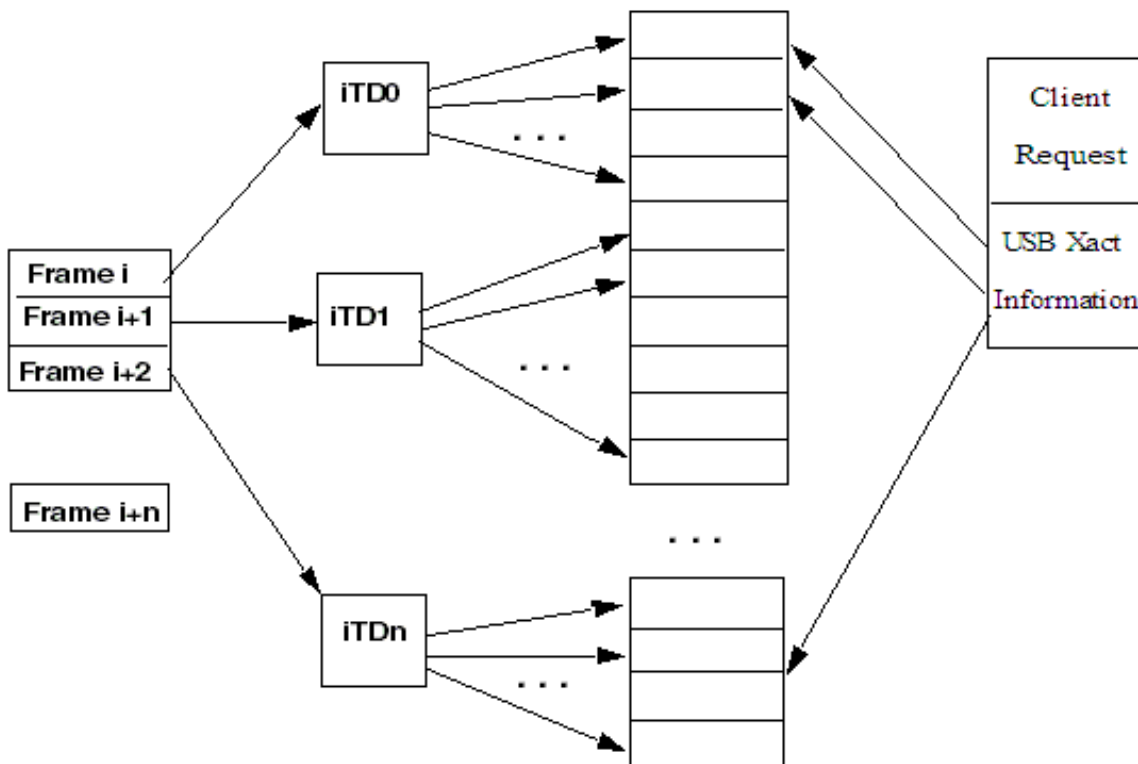 iTD0
. . .
Client
Request
USB Xact
Information
Frame i
Frame i+1
Frame i+2
iTD1
. . .
Frame i+n
. . .
iTDn
. . .